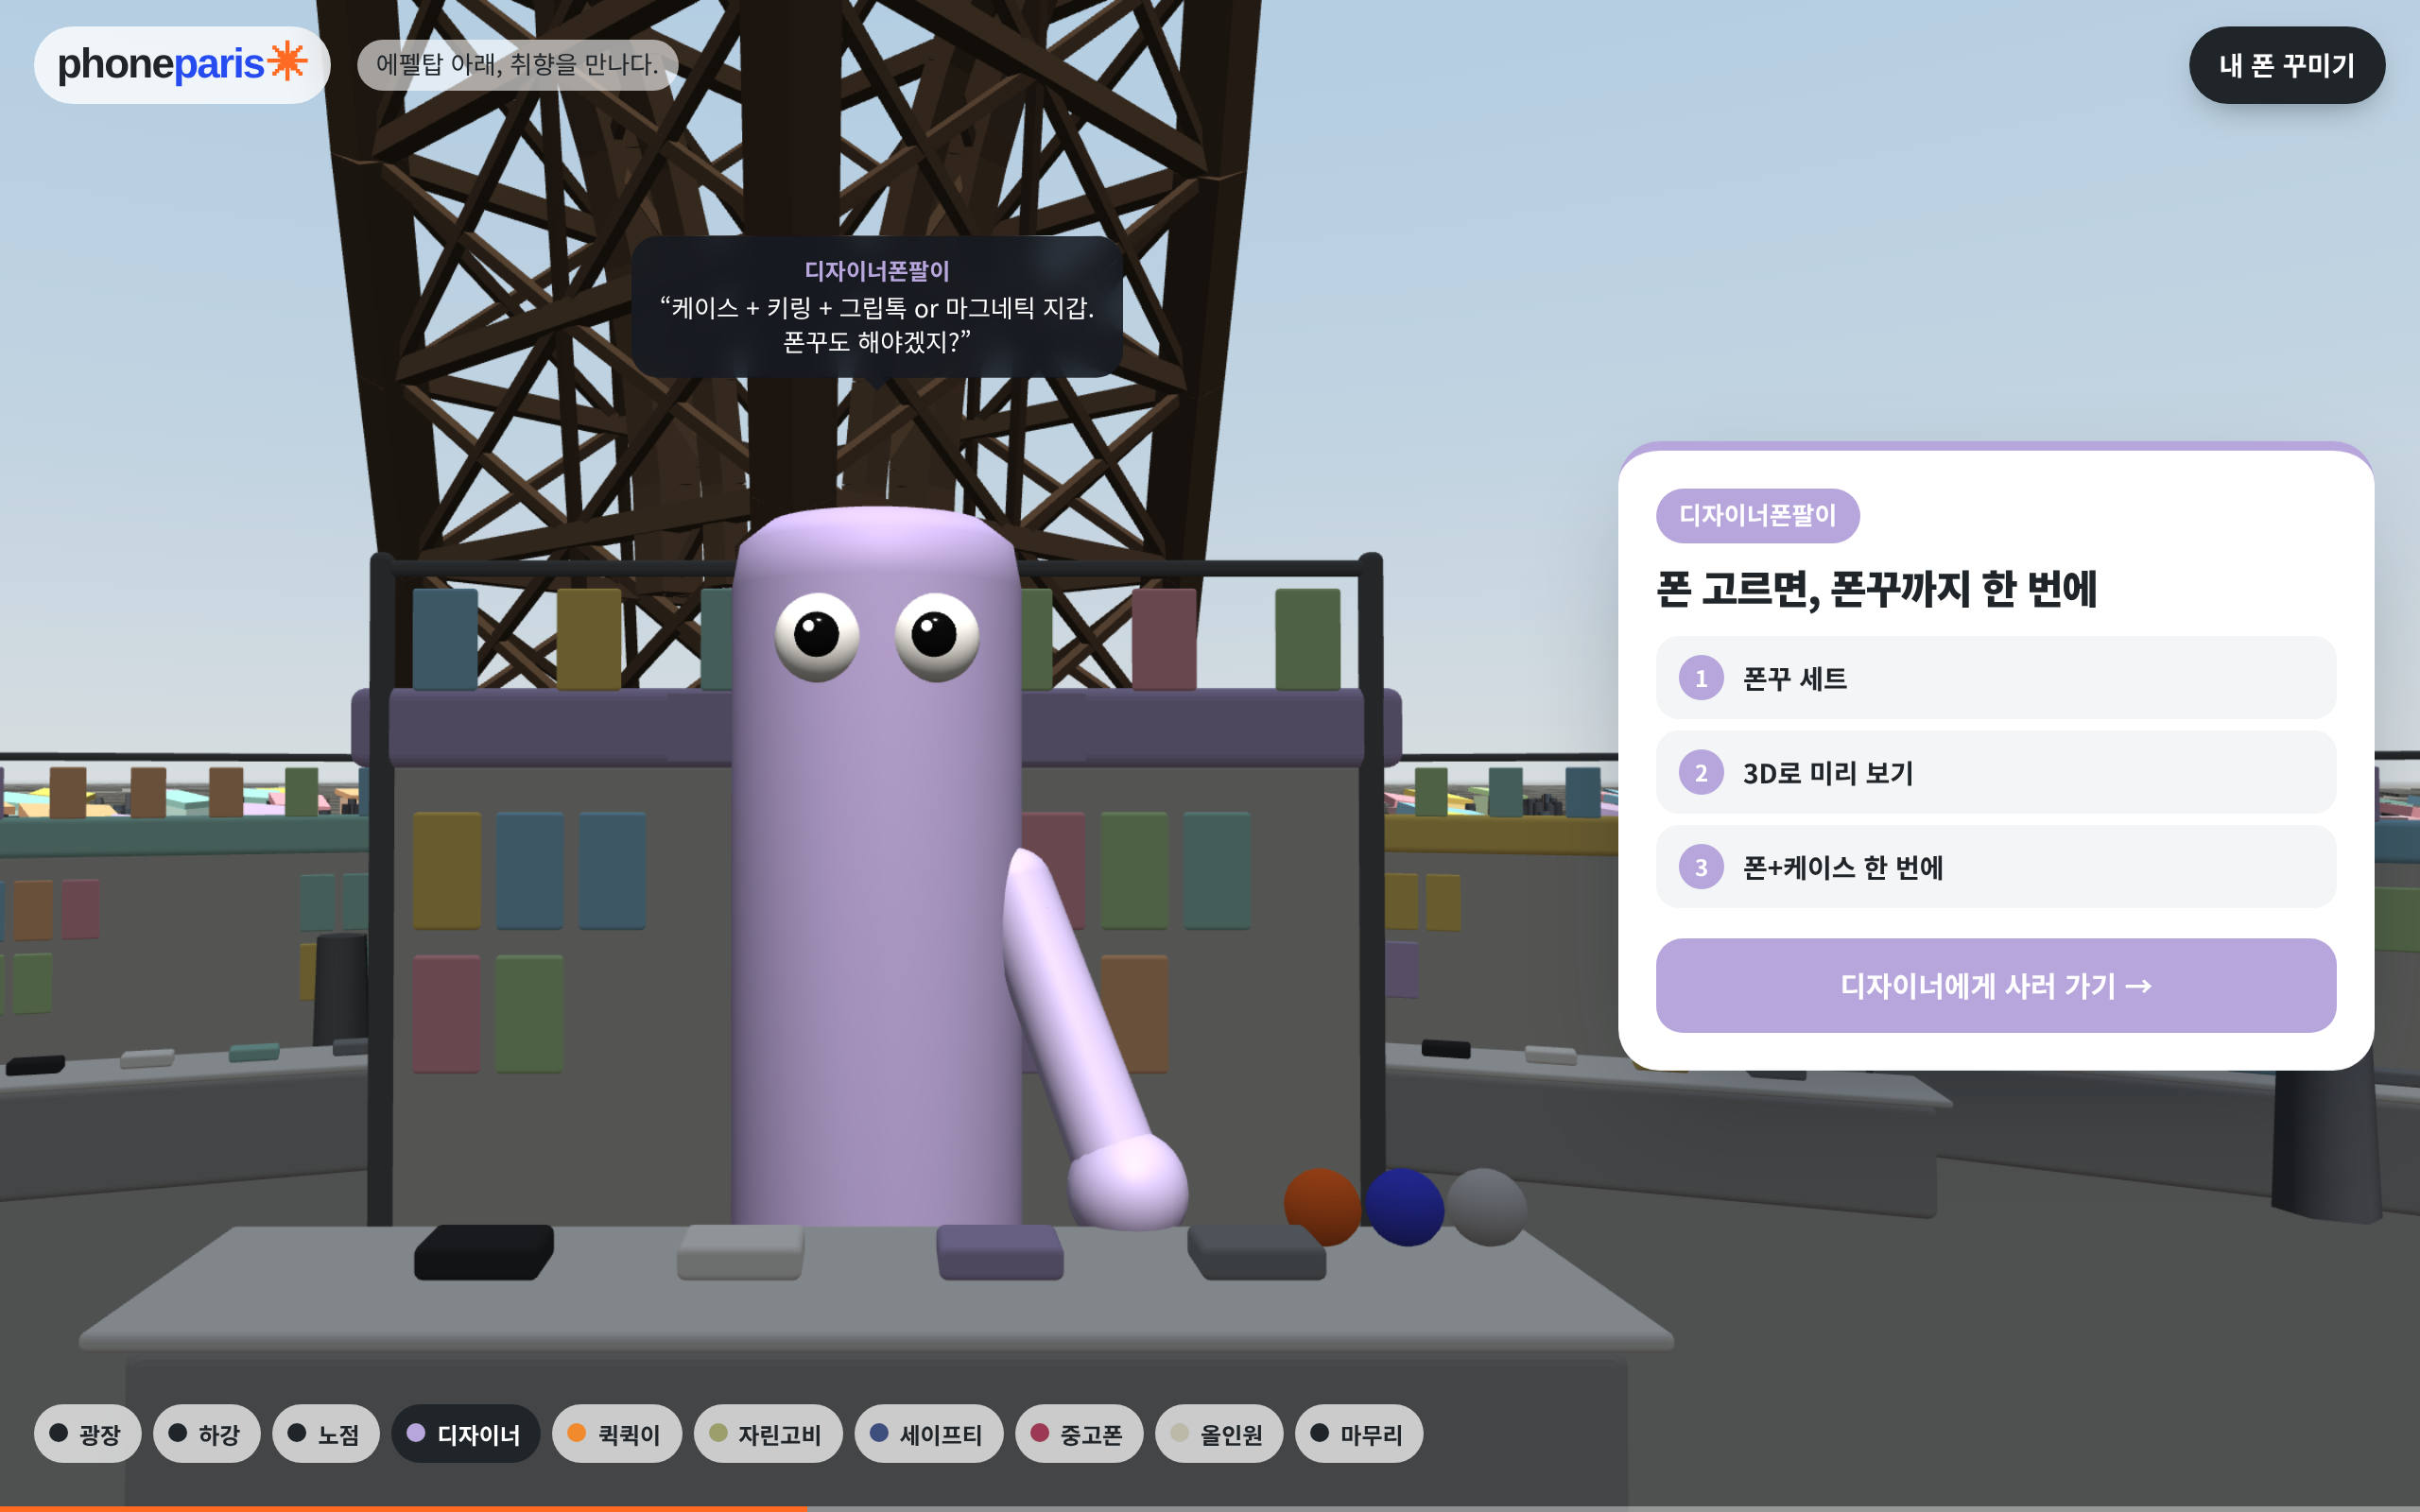 phoneparis
에펠탑 아래, 취향을 만나다.
내 폰 꾸미기
디자이너폰팔이
“케이스 + 키링 + 그립톡 or 마그네틱 지갑.
폰꾸도 해야겠지?”
디자이너폰팔이
폰 고르면, 폰꾸까지 한 번에
1 폰꾸 세트
2 3D로 미리 보기
3 폰+케이스 한 번에
디자이너에게 사러 가기 →
광장 하강 노점 디자이너 퀵퀵이 자린고비 세이프티 중고폰 올인원 마무리